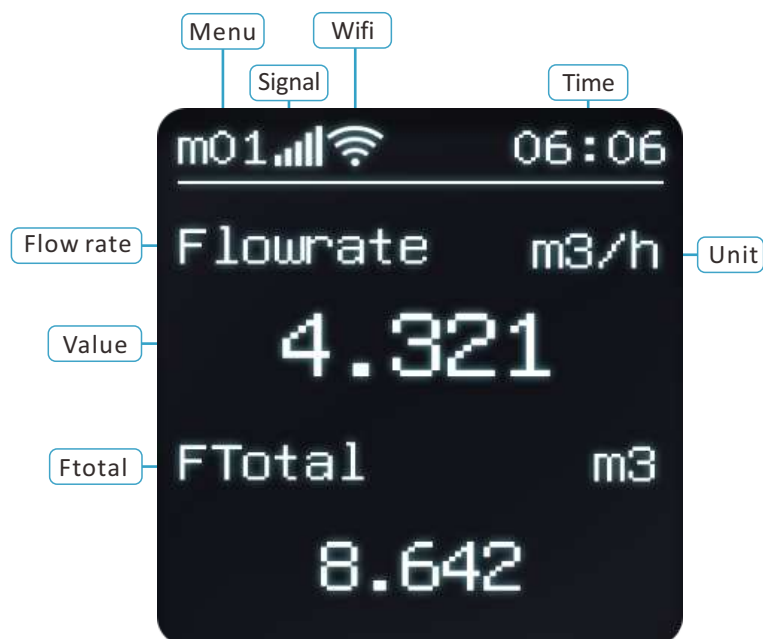 Menu
Wifi
Signal
Time
m01 06:06
Flow rate
Flowrate m3/h
Unit
Value
4.321
Ftotal
FTotal m3
8.642